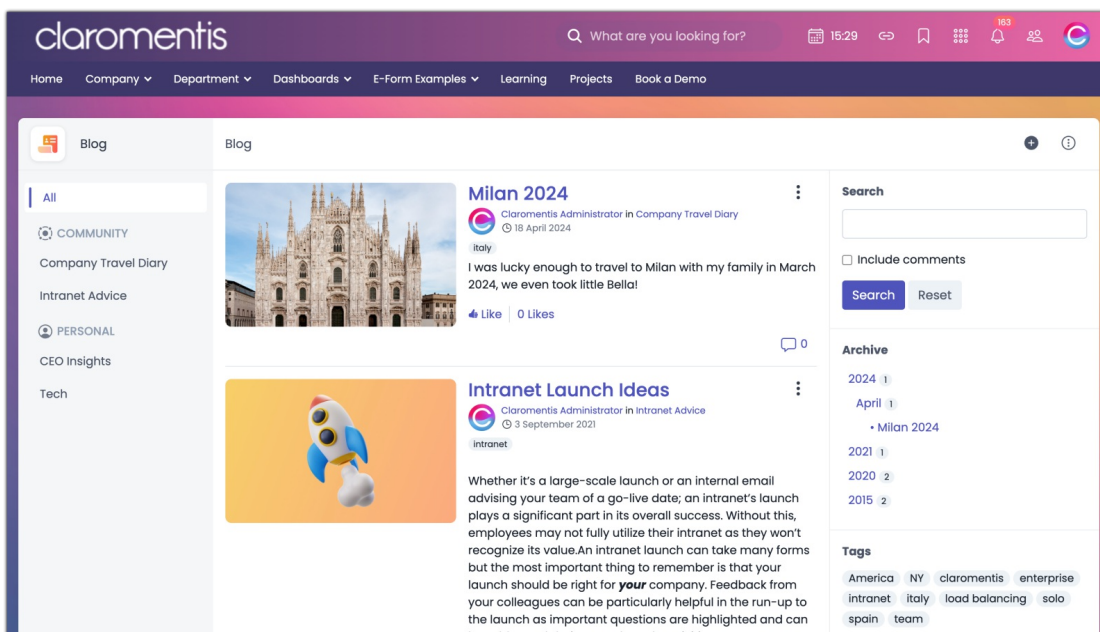 claromentis
What are you looking for?
15:29
163
Home Company Department Dashboards E-Form Examples Learning Projects Book a Demo
Blog
All
COMMUNITY
Company Travel Diary
Intranet Advice
PERSONAL
CEO Insights
Tech
Blog
Milan 2024
Claromentis Administrator in Company Travel Diary
18 April 2024
italy
I was lucky enough to travel to Milan with my family in March
2024, we even took little Bella!
Like 0 Likes
0
Intranet Launch Ideas
Claromentis Administrator in Intranet Advice
3 September 2021
intranet
Whether it's a large-scale launch or an internal email
advising your team of a go-live date; an intranet's launch
plays a significant part in its overall success. Without this,
employees may not fully utilize their intranet as they won't
recognize its value.An intranet launch can take many forms
but the most important thing to remember is that your
launch should be right for your company. Feedback from
your colleagues can be particularly helpful in the run-up to
the launch as important questions are highlighted and can
Search
Include comments
Search Reset
Archive
2024 1
April 1
• Milan 2024
2021 1
2020 2
2015 2
Tags
America NY claromentis enterprise
intranet italy load balancing solo
spain team